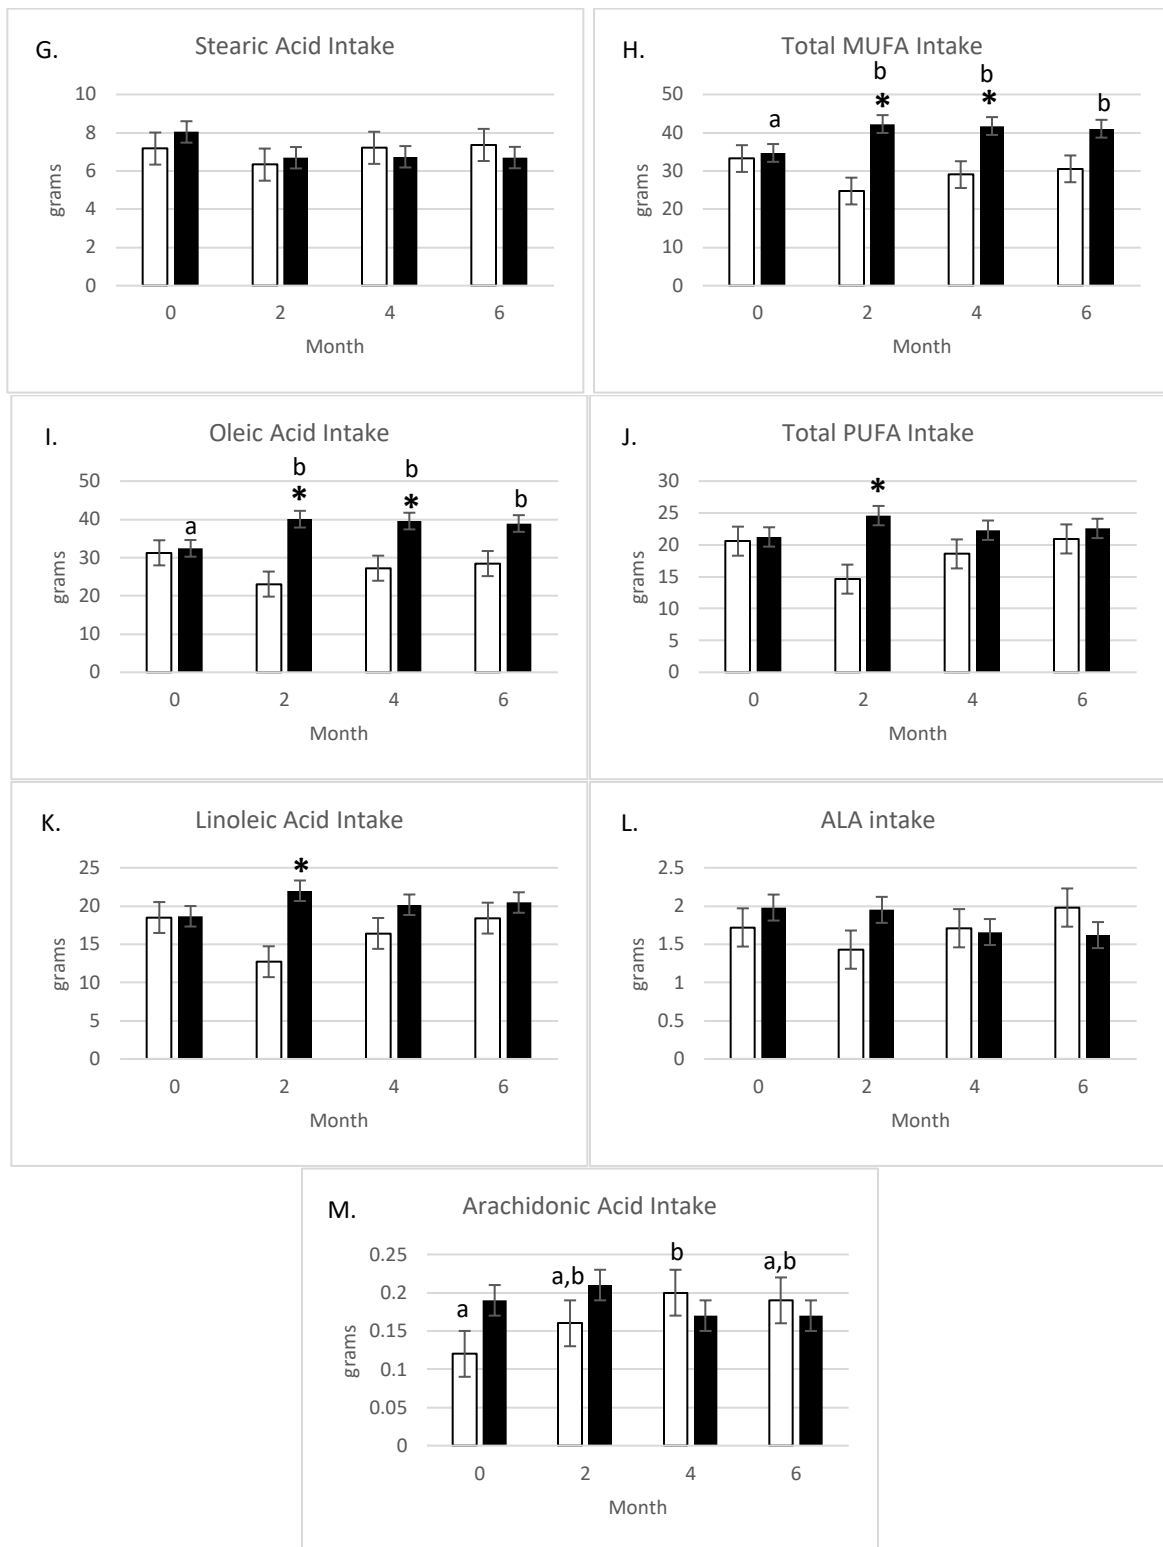 G.
Stearic Acid Intake
10
8
6
4
2
0
grams
0 2 4 6
Month
H.
Total MUFA Intake
b b
* *
a b
50
40
30
20
10
0
grams
0 2 4 6
Month
I.
Oleic Acid Intake
b b
* *
a b
50
40
30
20
10
0
grams
0 2 4 6
Month
J.
Total PUFA Intake
*
30
25
20
15
10
5
0
grams
0 2 4 6
Month
K.
Linoleic Acid Intake
*
25
20
15
10
5
0
grams
0 2 4 6
Month
L.
ALA intake
2.5
2
1.5
1
0.5
0
grams
0 2 4 6
Month
M.
Arachidonic Acid Intake
a a,b b a,b
0.25
0.2
0.15
0.1
0.05
0
grams
0 2 4 6
Month